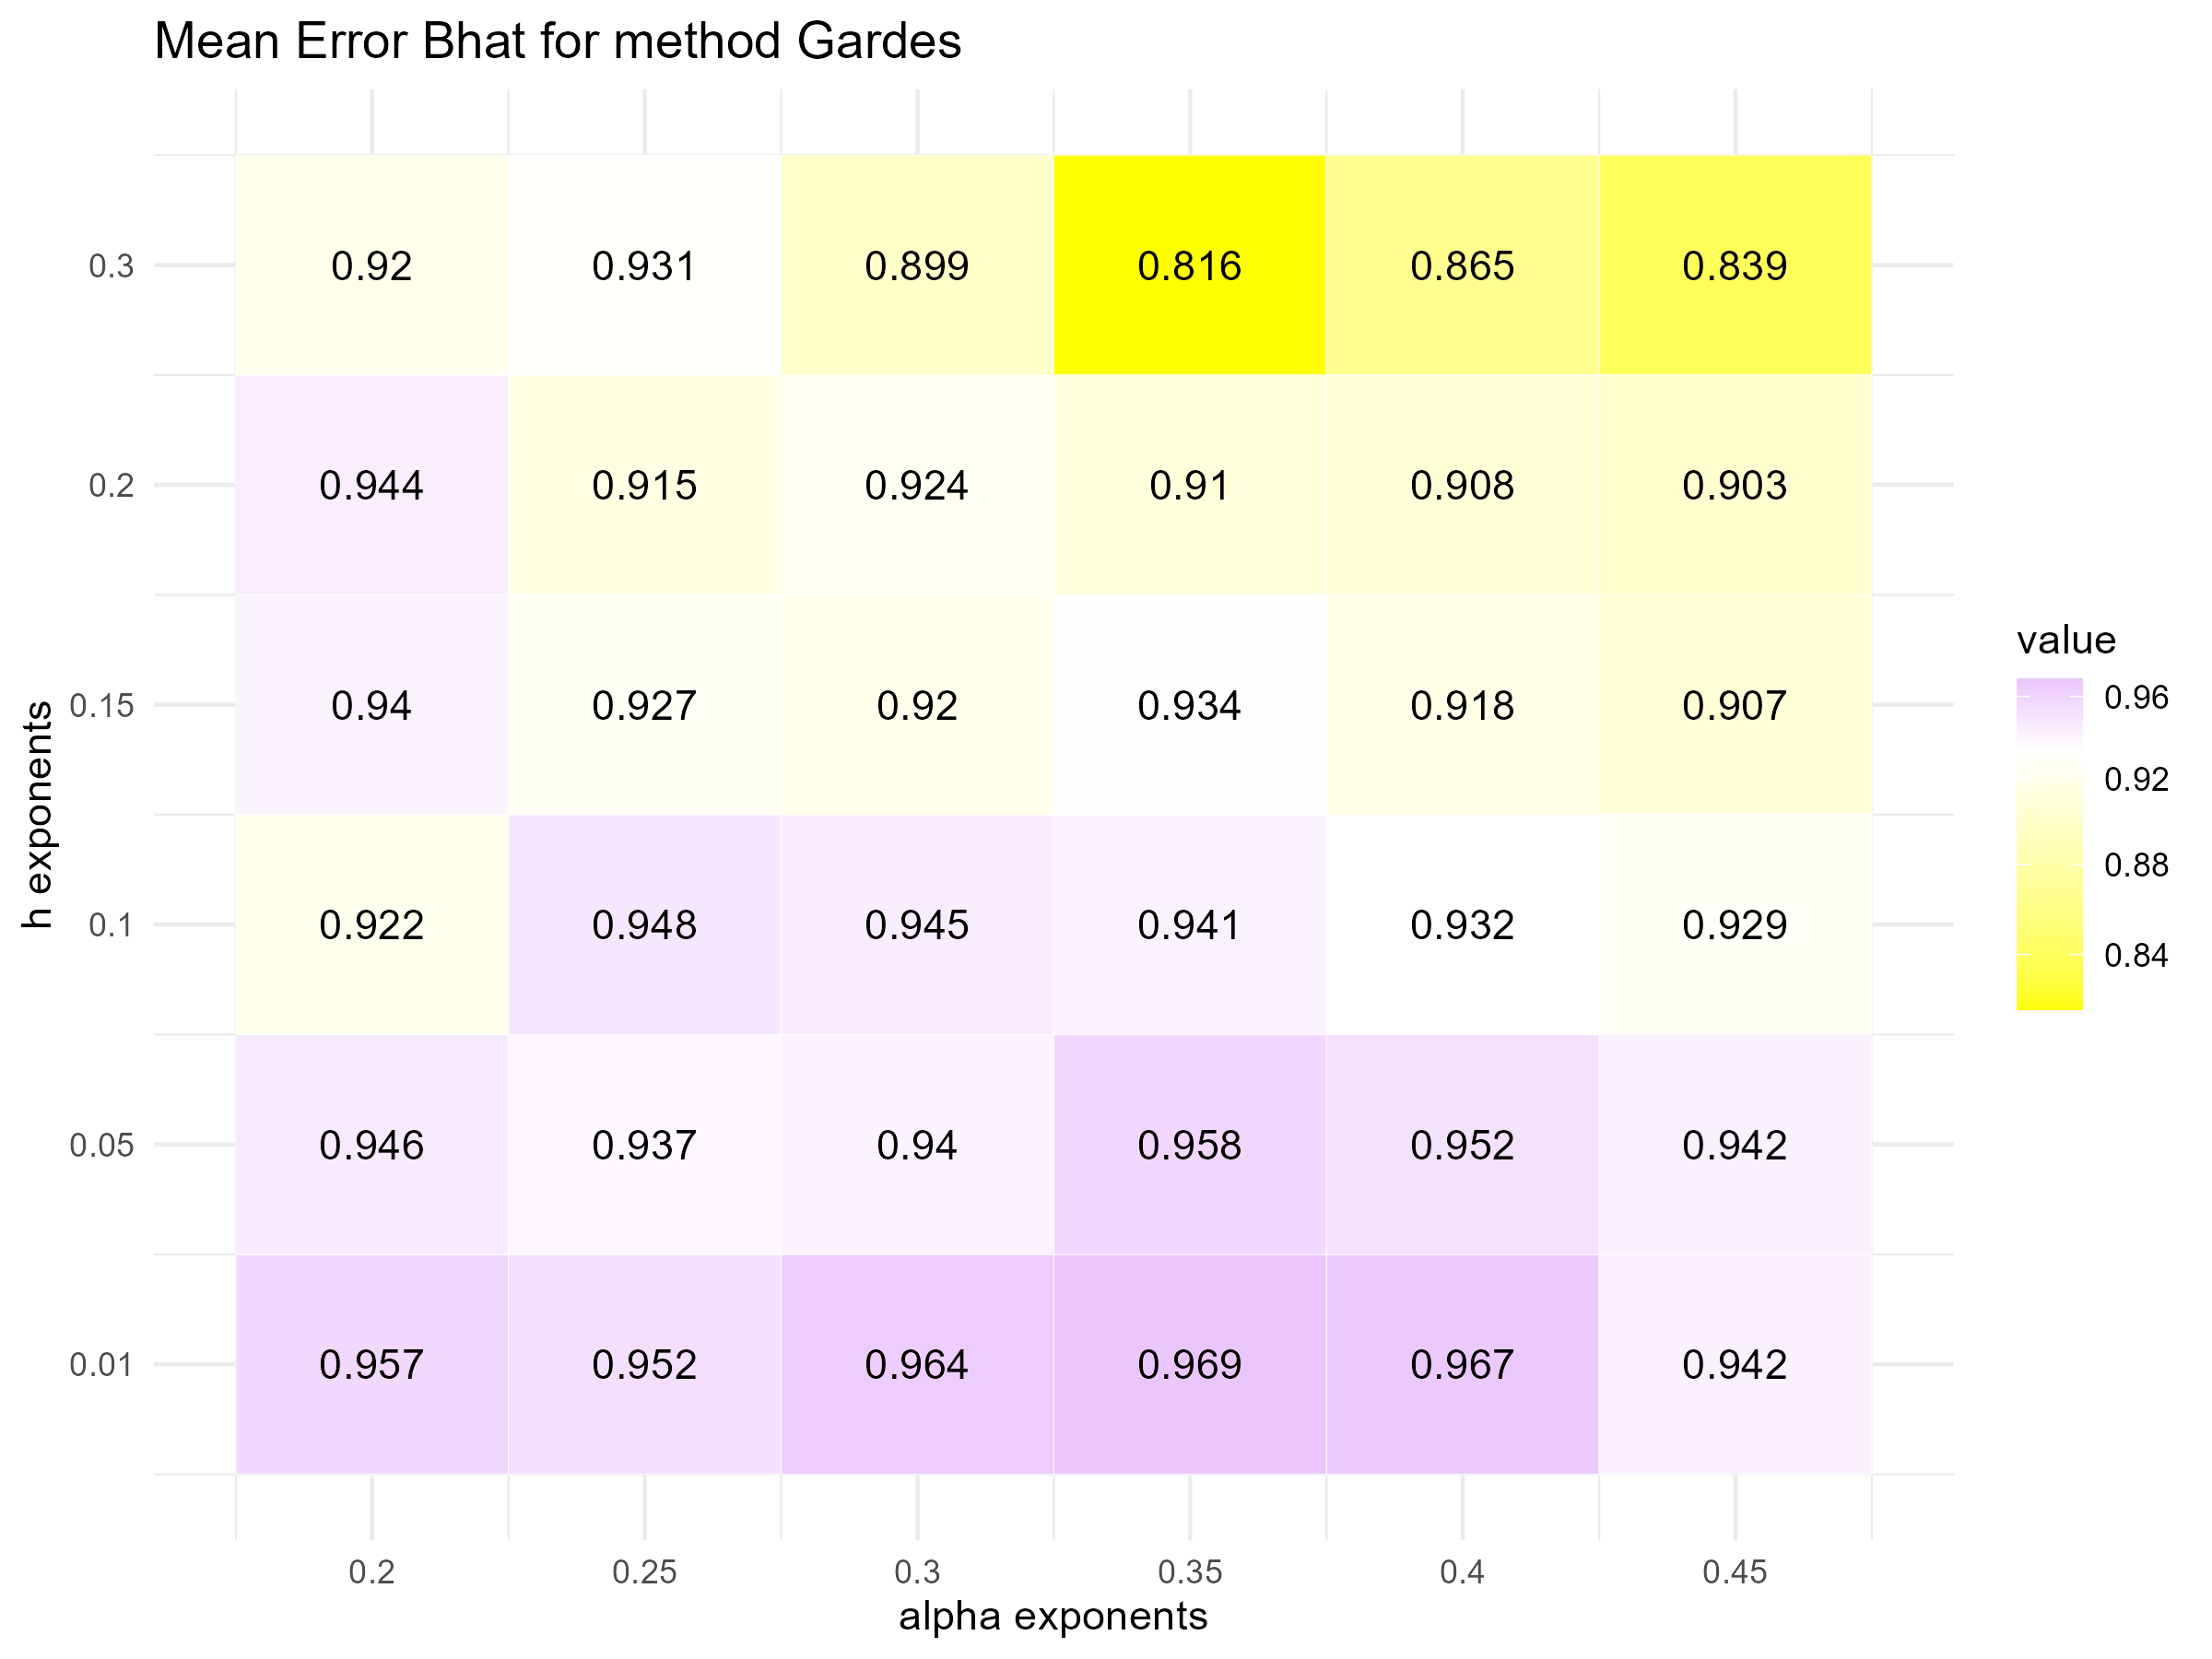 Mean Error Bhat for method Gardes
0.3 0.92 0.931 0.899 0.816 0.865 0.839
0.2 0.944 0.915 0.924 0.91 0.908 0.903
0.15 0.94 0.927 0.92 0.934 0.918 0.907
0.1 0.922 0.948 0.945 0.941 0.932 0.929
0.05 0.946 0.937 0.94 0.958 0.952 0.942
0.01 0.957 0.952 0.964 0.969 0.967 0.942
0.2 0.25 0.3 0.35 0.4 0.45
alpha exponents
h exponents
value
0.96
0.92
0.88
0.84